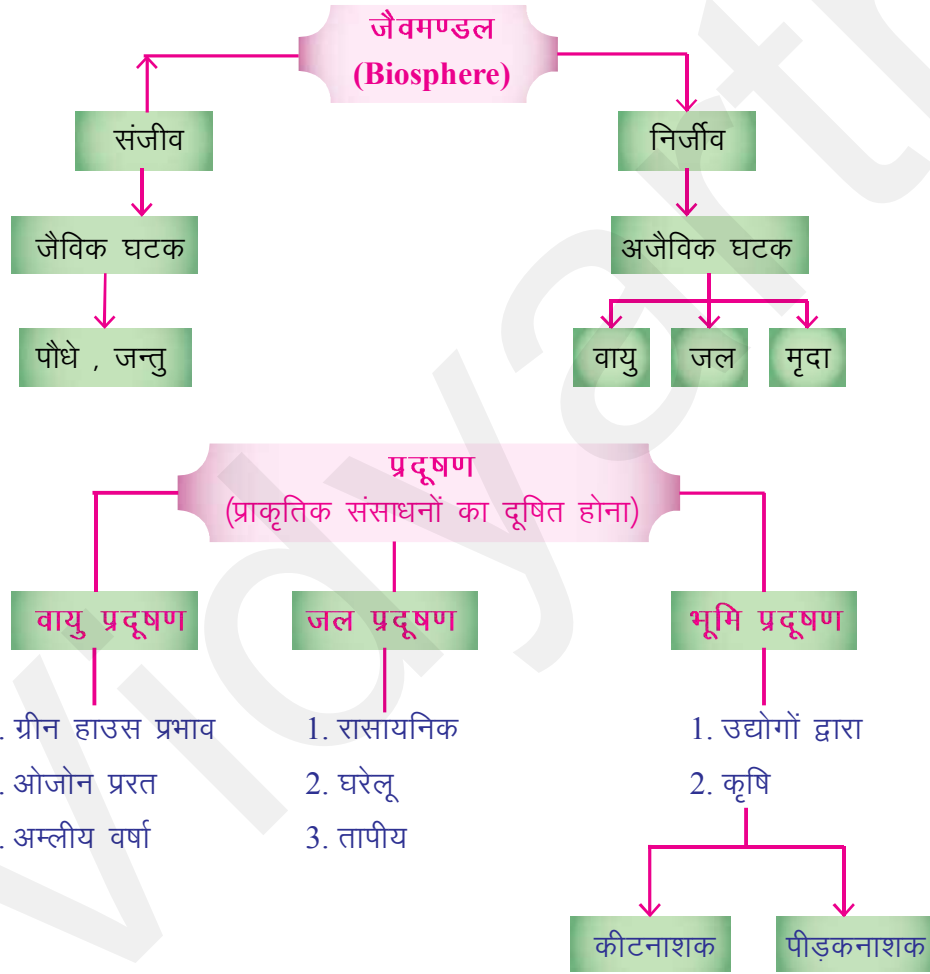 जैवमण्डल
(Biosphere)
संजीव
निर्जीव
जैविक घटक
अजैविक घटक
पौधे , जन्तु
वायु
जल
मृदा
प्रदूषण
(प्राकृतिक संसाधनों का दूषित होना)
वायु प्रदूषण
जल प्रदूषण
भूमि प्रदूषण
. ग्रीन हाउस प्रभाव
. ओजोन प्ररत
. अम्लीय वर्षा
1. रासायनिक
2. घरेलू
3. तापीय
1. उद्योगों द्वारा
2. कृषि
कीटनाशक
पीड़कनाशक